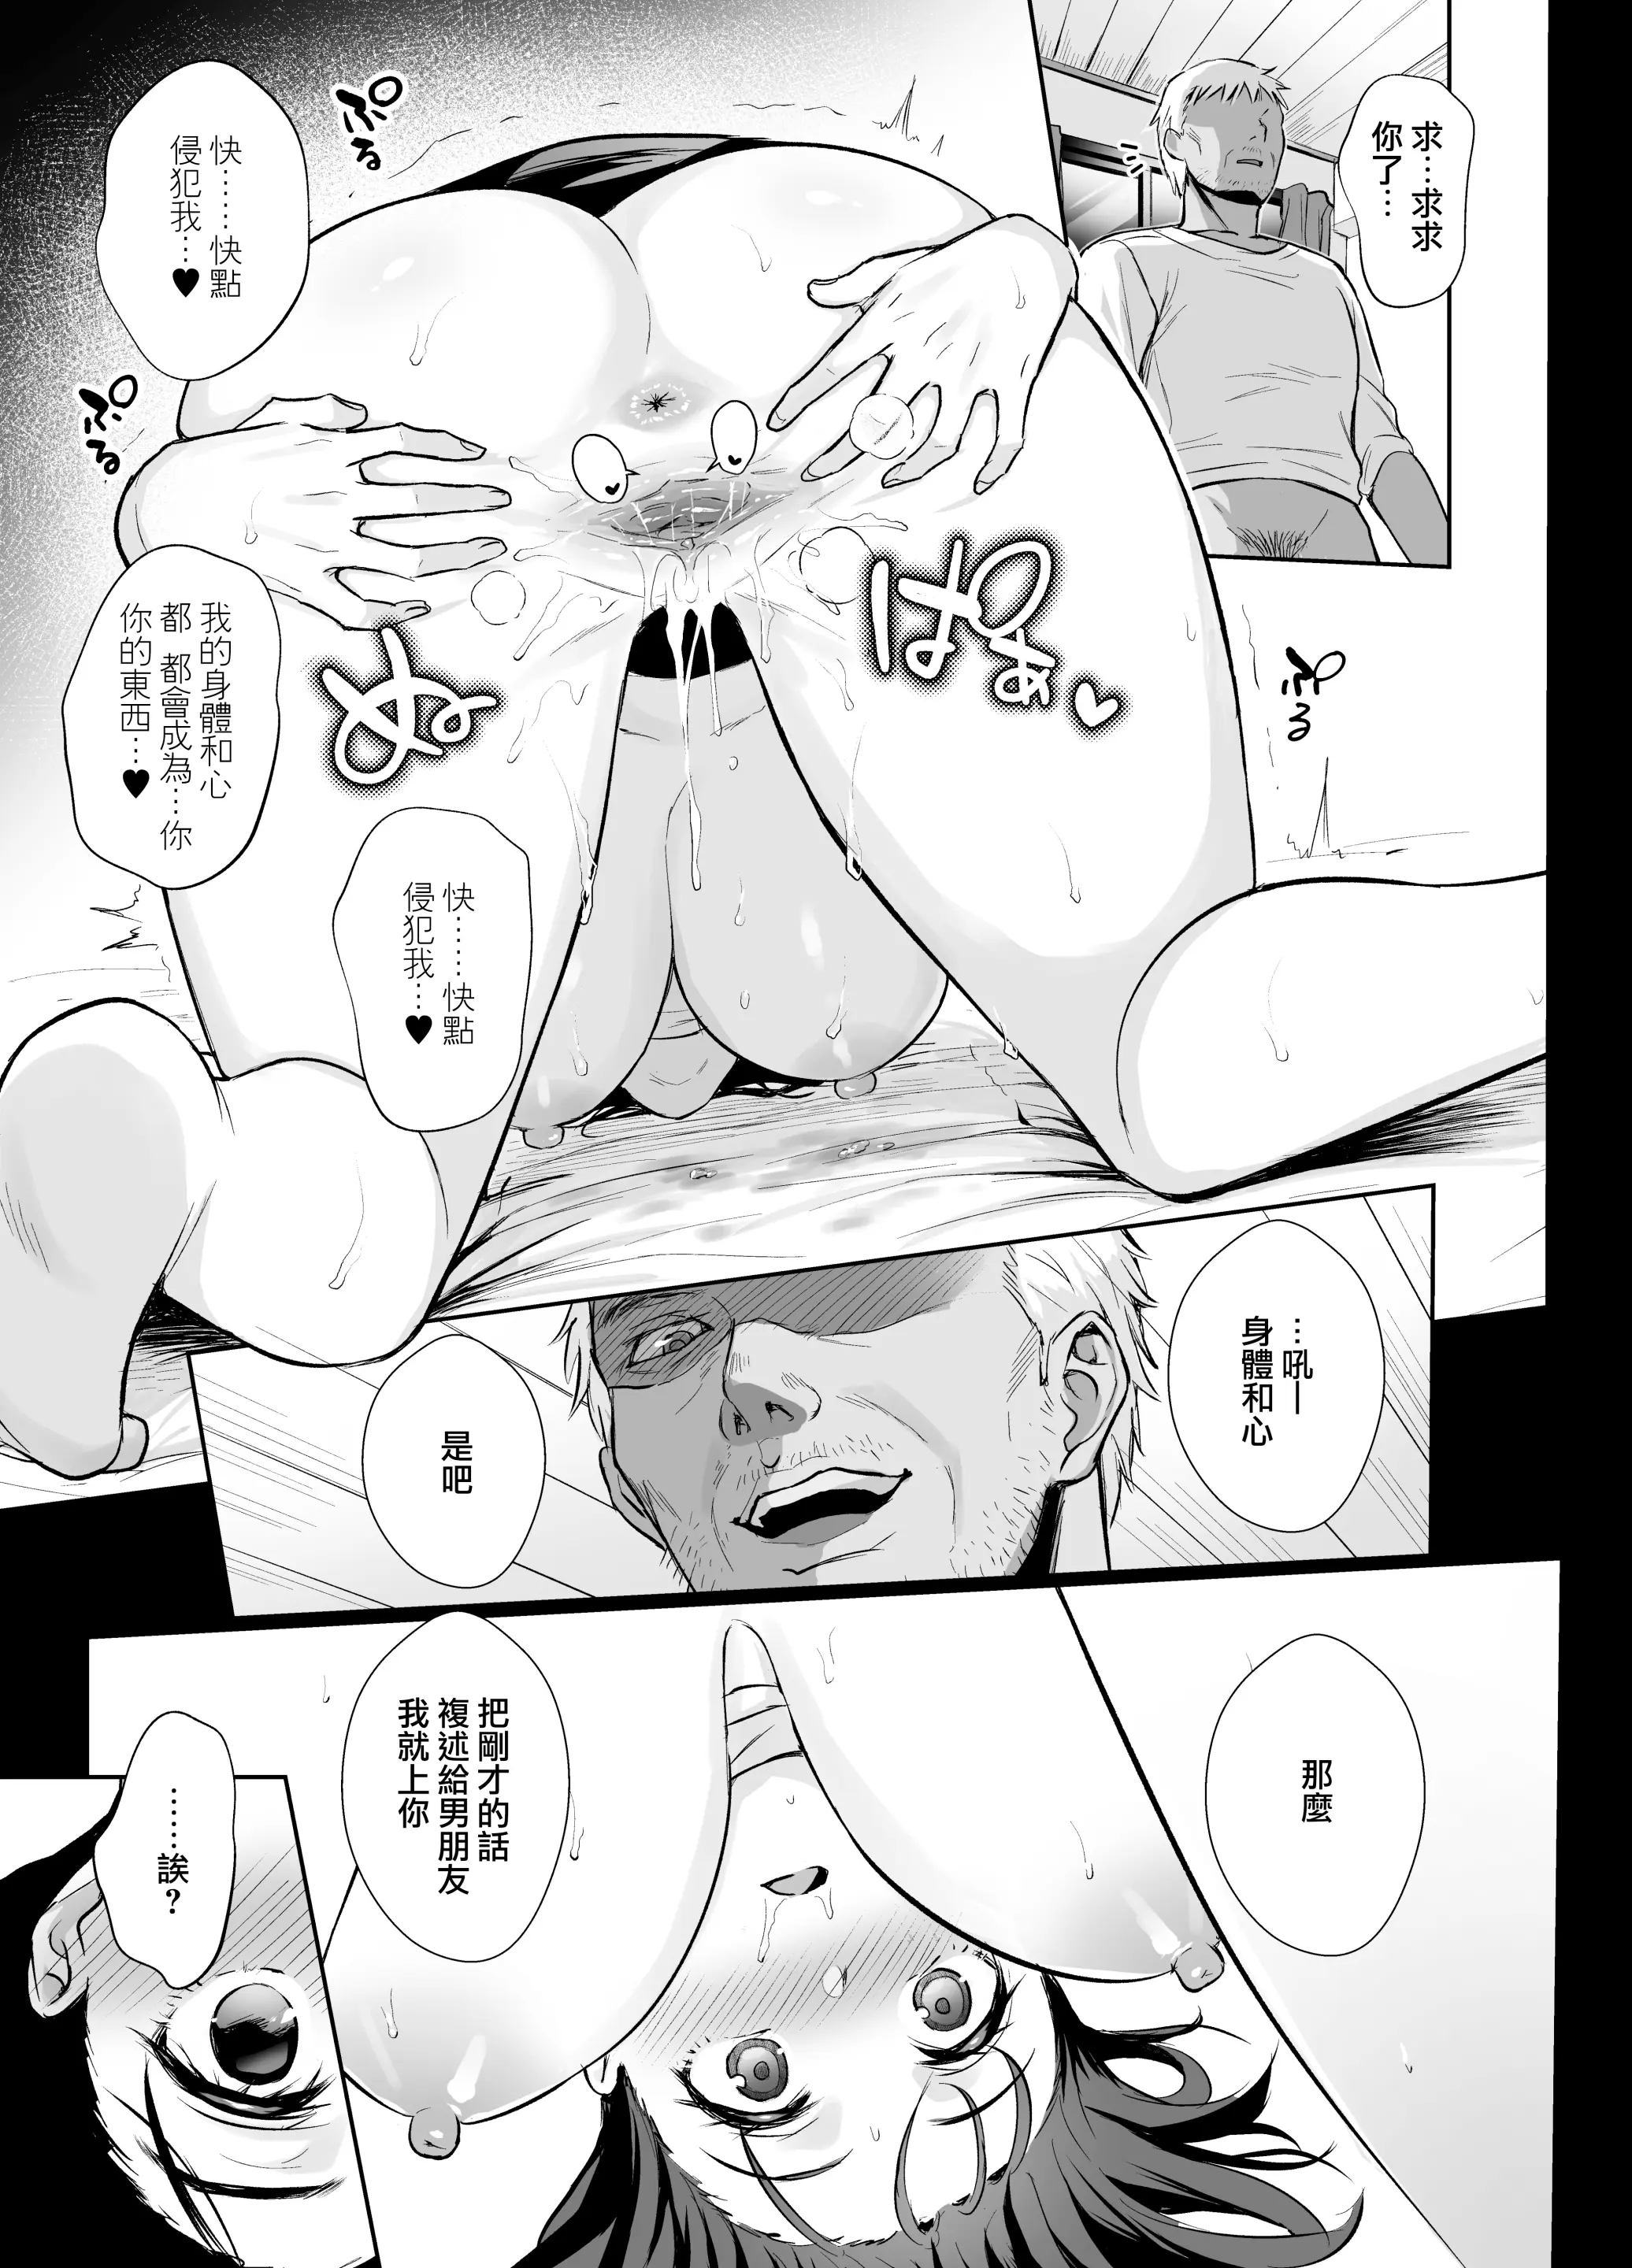 求…求求
你了…
快……快點
侵犯我…♥
ぷる
ぷる
ぱぁ♡
ぷる
ぬ
我的身體和心
都 都會成為…你
你的東西…♥
快……快點
侵犯我…♥
…吼—
身體和心
是吧
那麼
把剛才的話
複述給男朋友
我就上你
……誒?